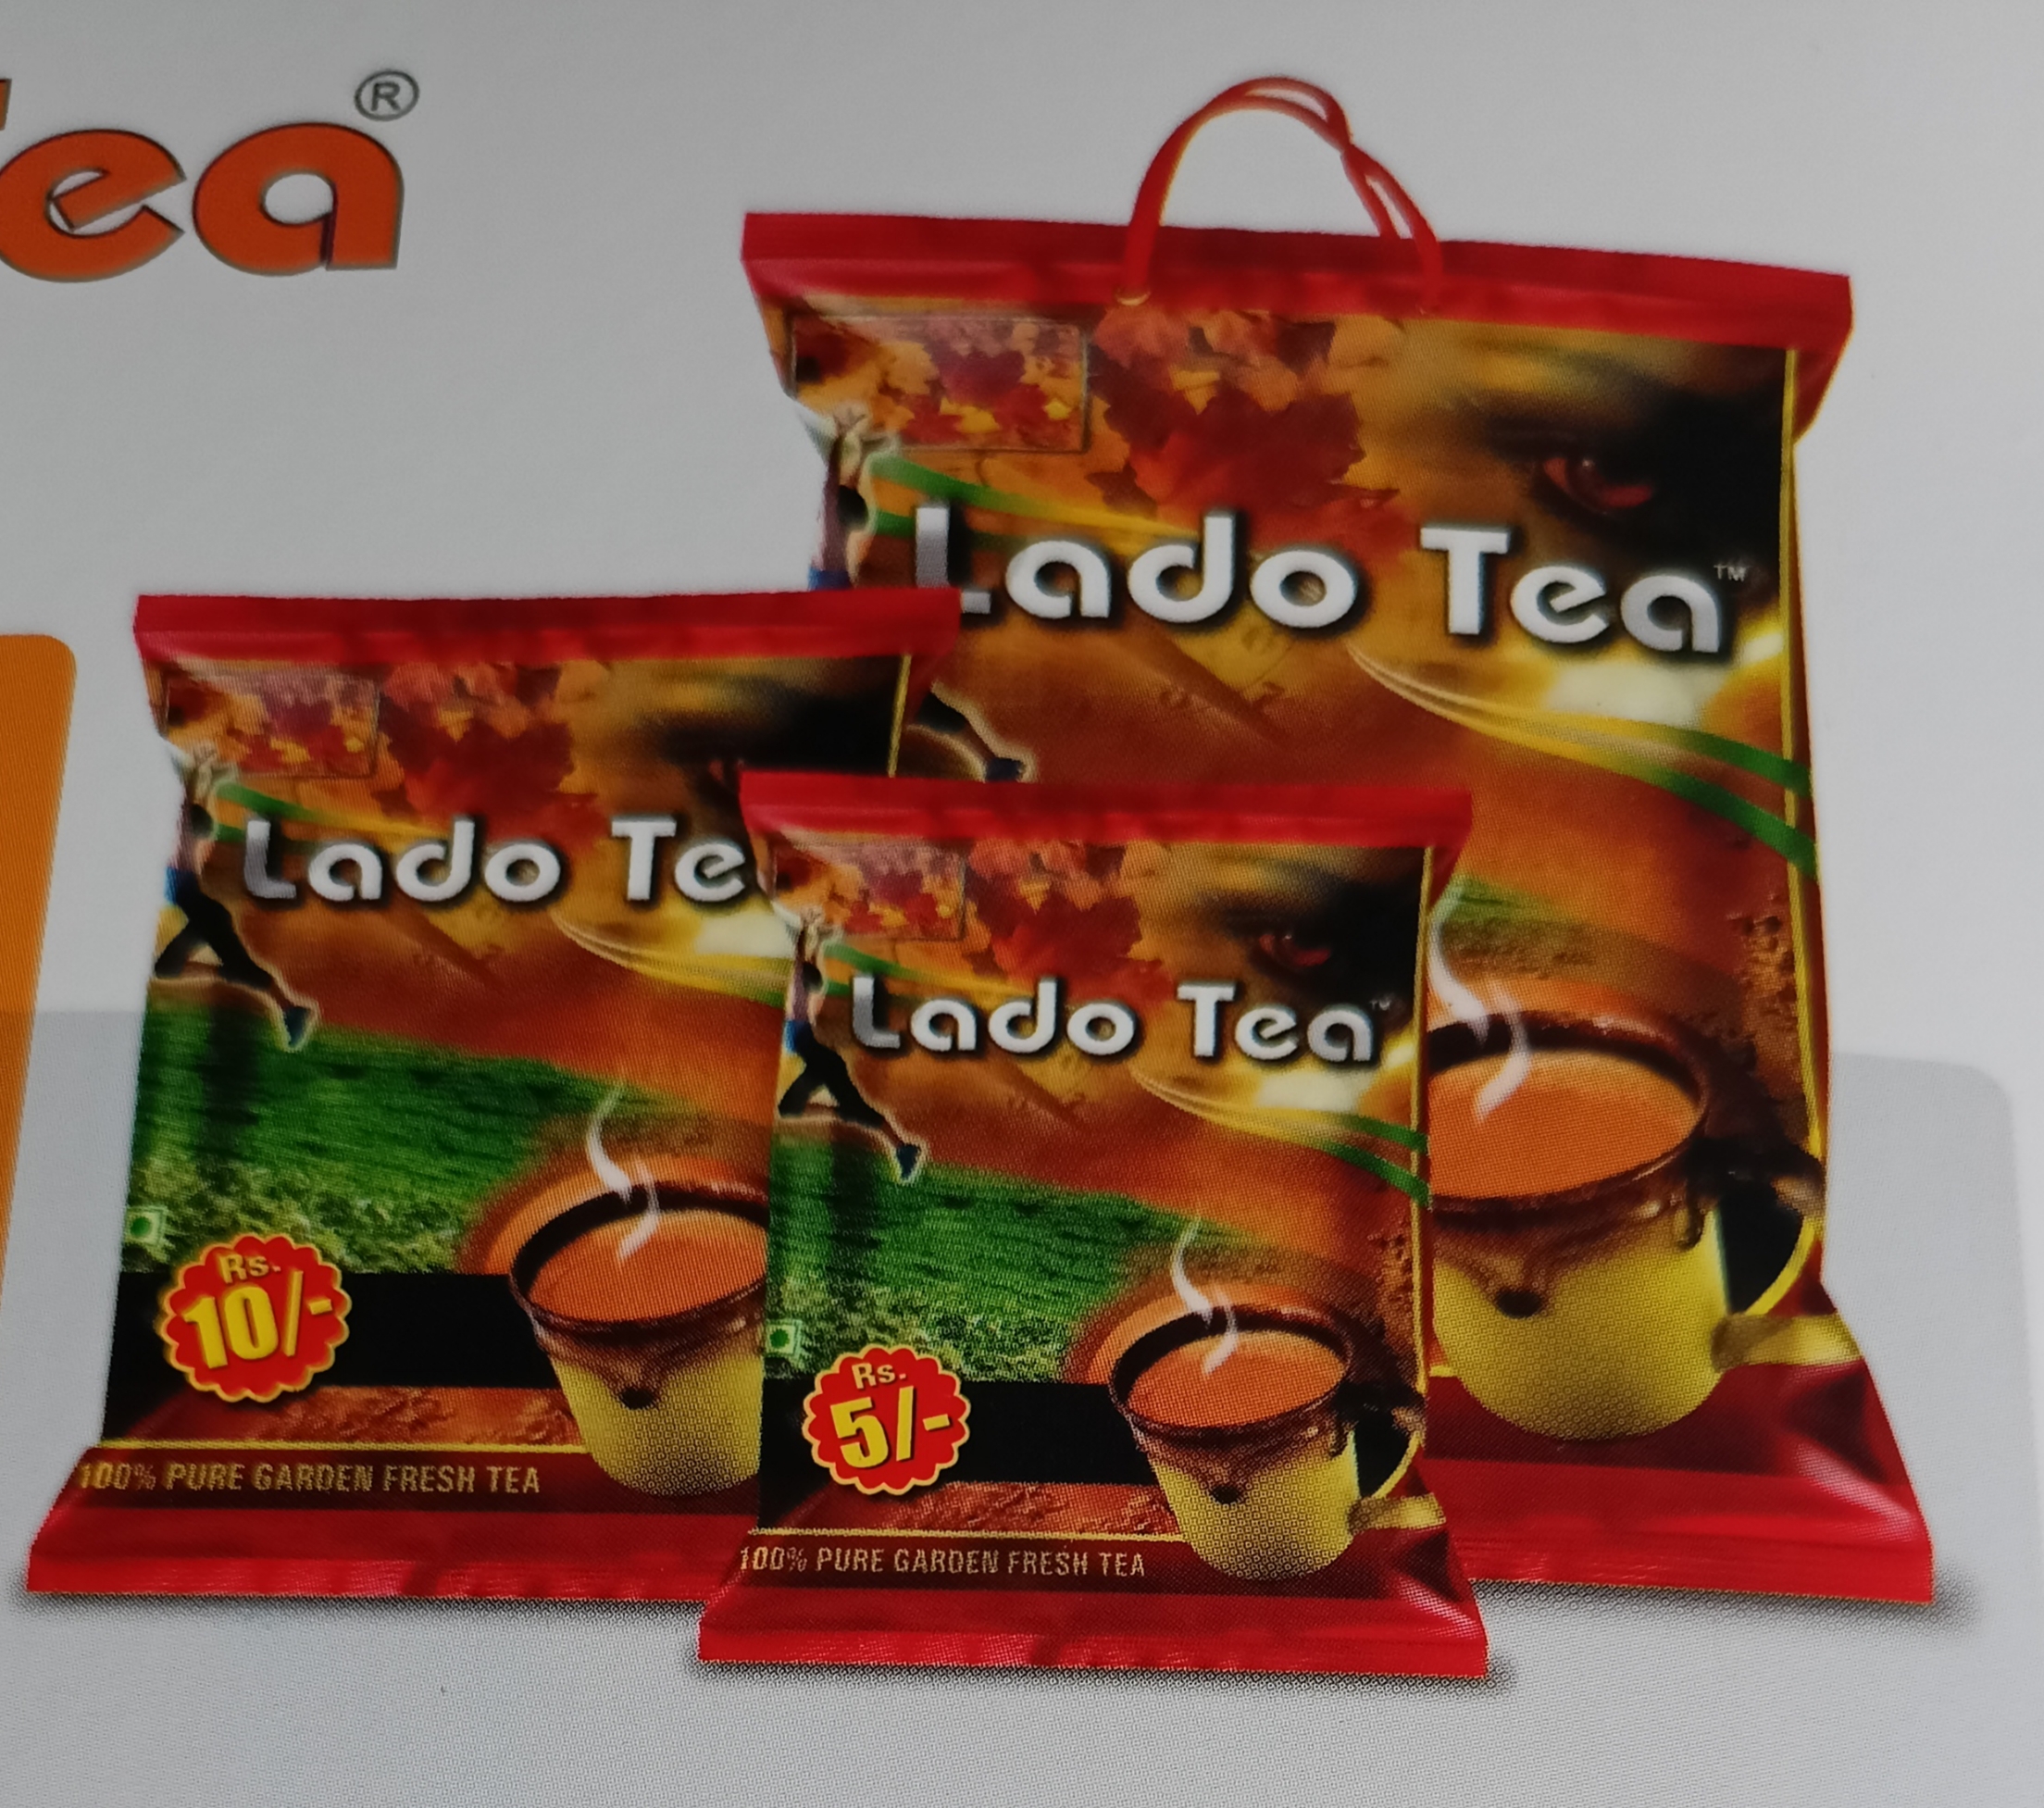 Tea®
Lado Tea™
Lado Te
Lado Tea™
Rs.
10/-
Rs.
5/-
100% PURE GARDEN FRESH TEA
100% PURE GARDEN FRESH TEA